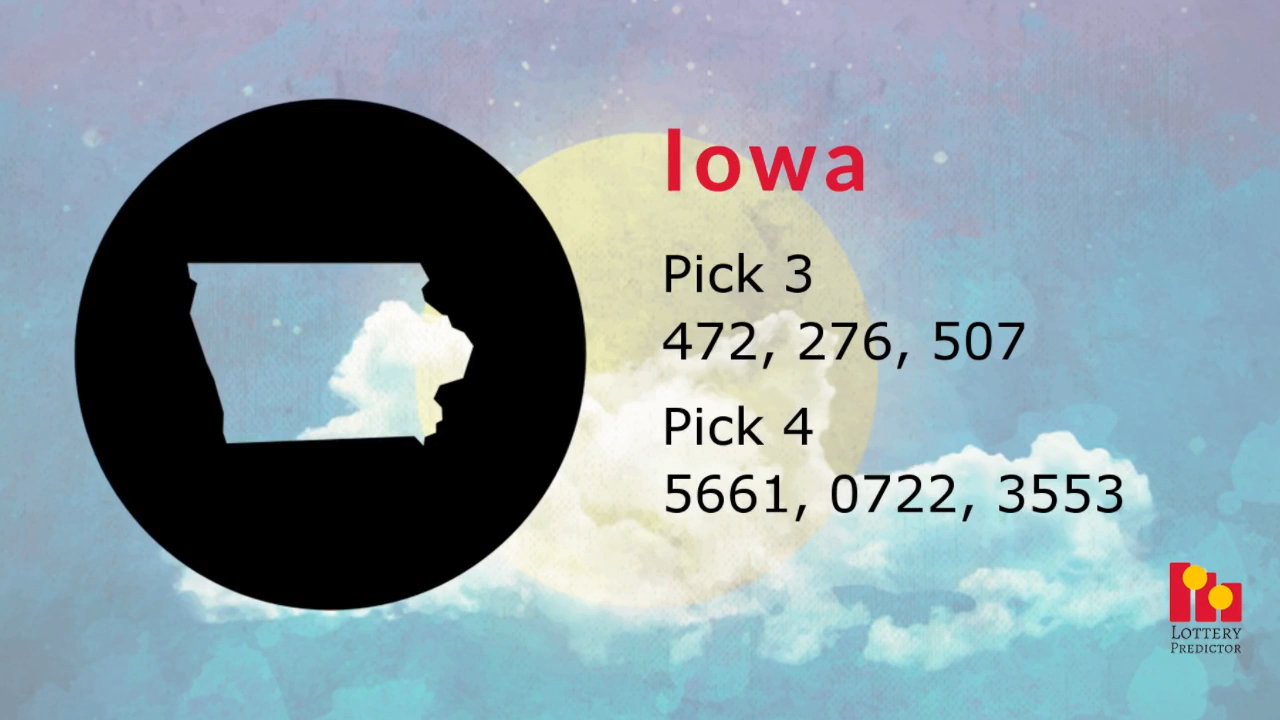 Iowa
Pick 3
472, 276, 507
Pick 4
5661, 0722, 3553
LOTTERY
PREDICTOR